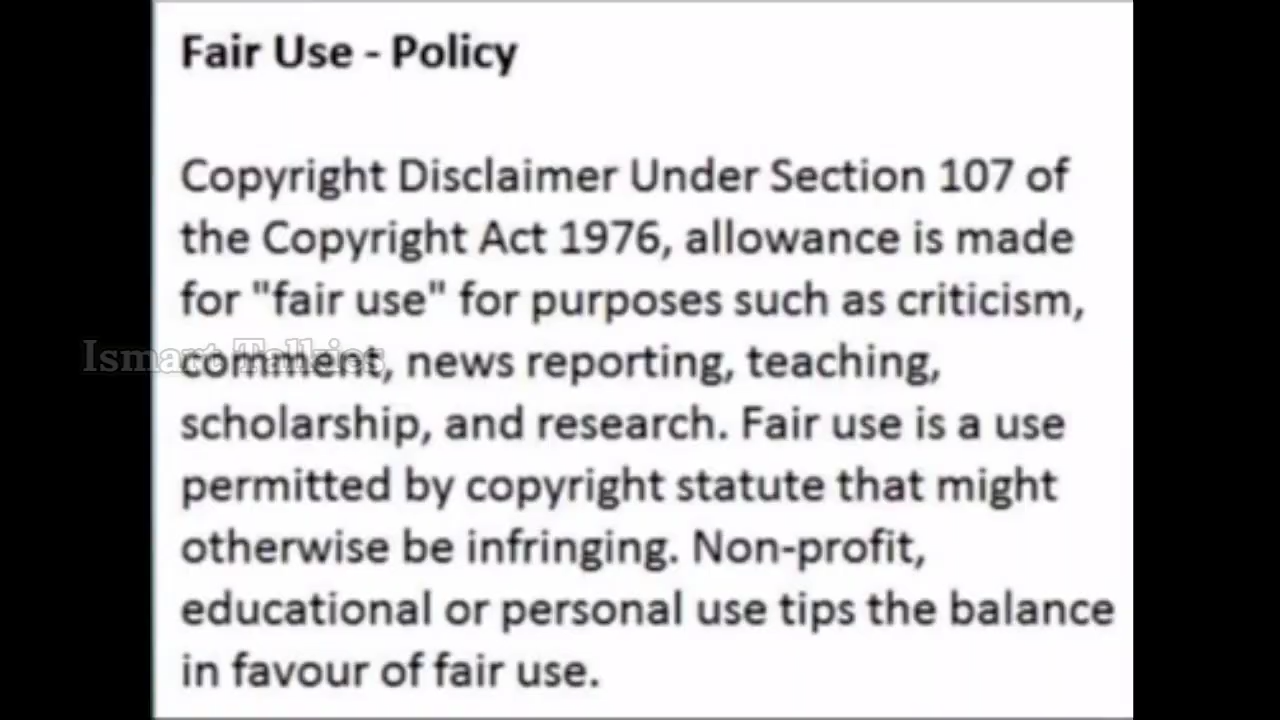 Fair Use - Policy
Copyright Disclaimer Under Section 107 of
the Copyright Act 1976, allowance is made
for "fair use" for purposes such as criticism,
Ismart Talkies
comment, news reporting, teaching,
scholarship, and research. Fair use is a use
permitted by copyright statute that might
otherwise be infringing. Non-profit,
educational or personal use tips the balance
in favour of fair use.